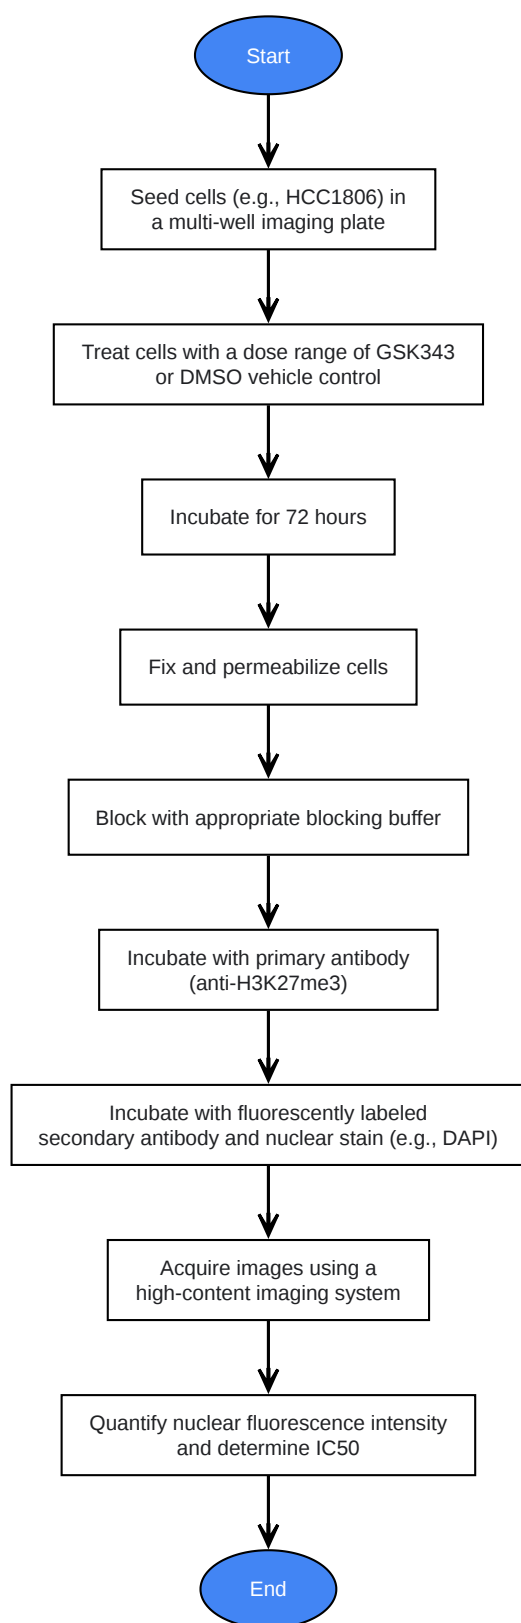 Start
Seed cells (e.g., HCC1806) in
a multi-well imaging plate
Treat cells with a dose range of GSK343
or DMSO vehicle control
Incubate for 72 hours
Fix and permeabilize cells
Block with appropriate blocking buffer
Incubate with primary antibody
(anti-H3K27me3)
Incubate with fluorescently labeled
secondary antibody and nuclear stain (e.g., DAPI)
Acquire images using a
high-content imaging system
Quantify nuclear fluorescence intensity
and determine IC50
End